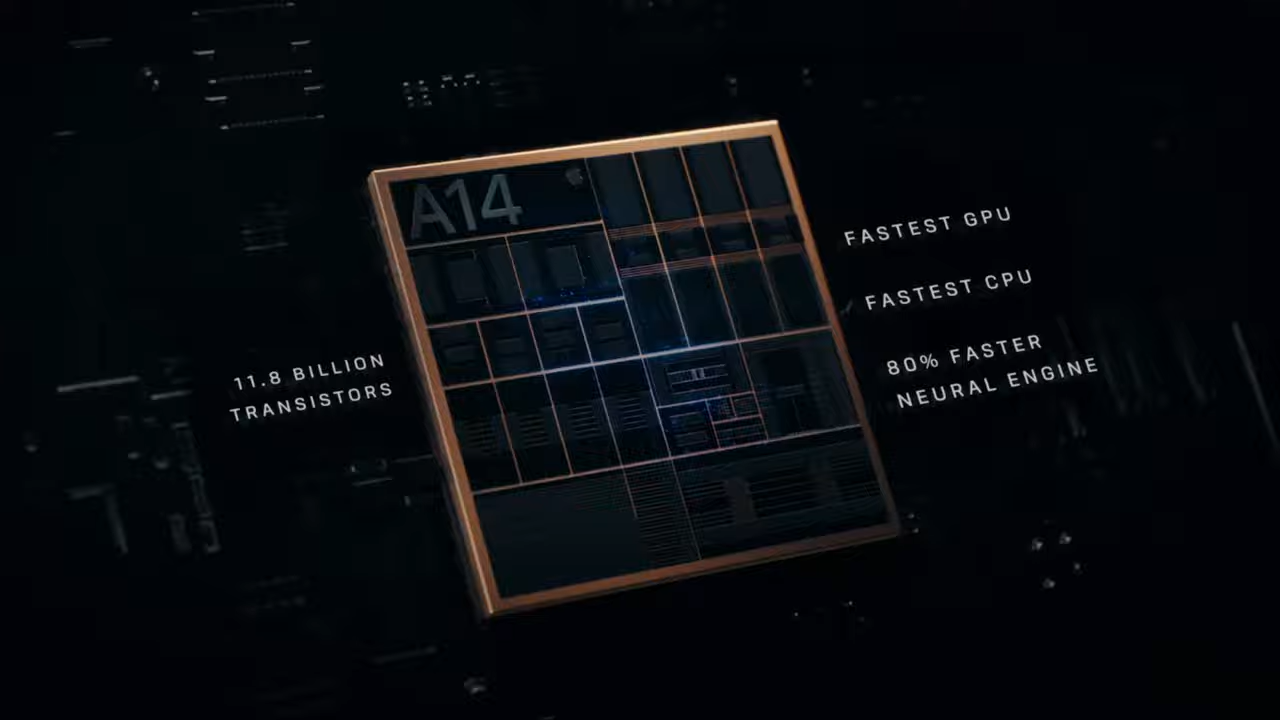 A14
11.8 BILLION
TRANSISTORS
FASTEST GPU
FASTEST CPU
80% FASTER
NEURAL ENGINE